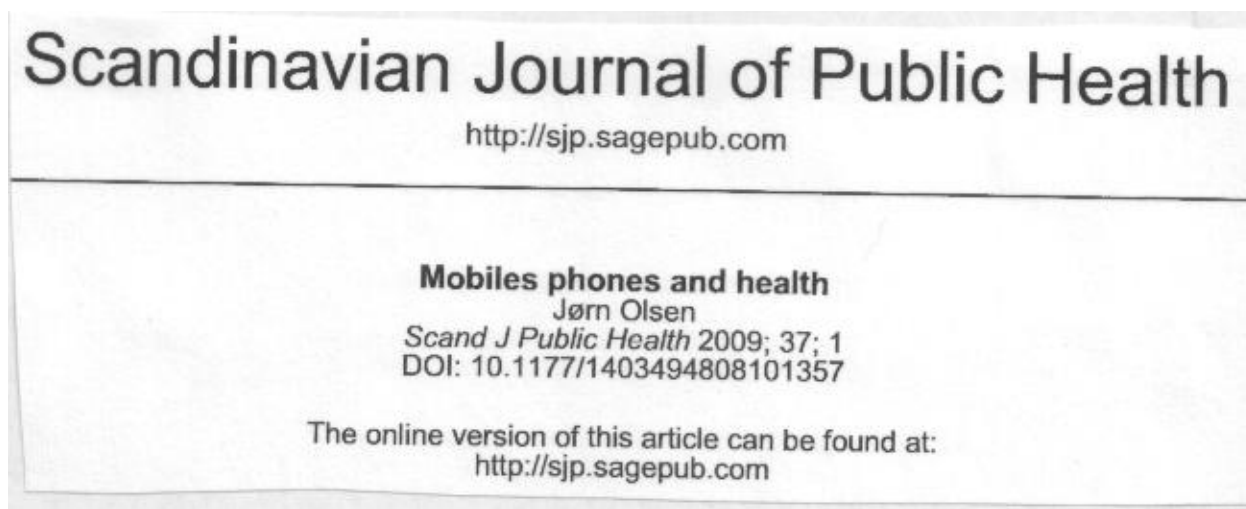 Scandinavian Journal of Public Health
http://sjp.sagepub.com
Mobiles phones and health
Jørn Olsen
Scand J Public Health 2009; 37; 1
DOI: 10.1177/1403494808101357
The online version of this article can be found at:
http://sjp.sagepub.com